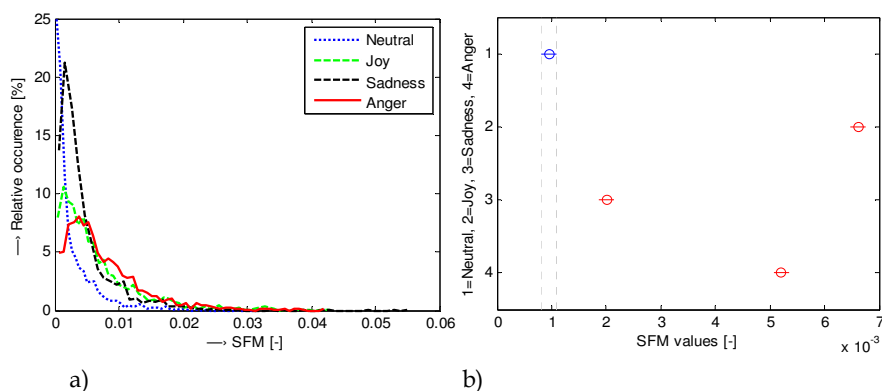 25
20
15
10
5
0
→ Relative occurence [%]
Neutral
Joy
Sadness
Anger
0
0.01
0.02
0.03
0.04
0.05
0.06
→ SFM [-]
a)
1=Neutral, 2=Joy, 3=Sadness, 4=Anger
1
2
3
4
0
1
2
3
4
5
6
7
x 10⁻³
SFM values [-]
b)